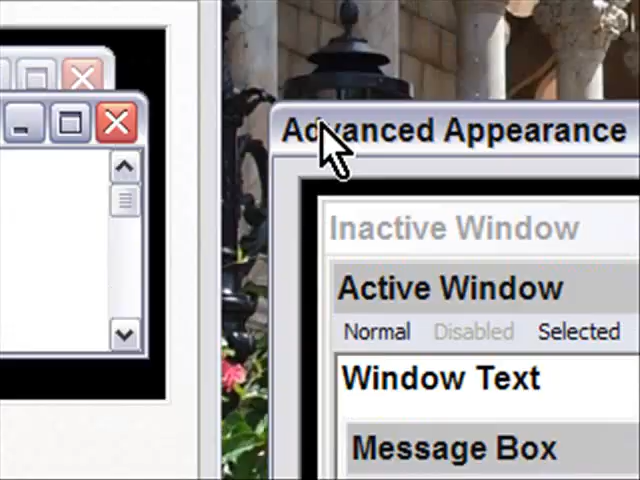 Advanced Appearance
Inactive Window
Active Window
Normal Disabled Selected
Window Text
Message Box